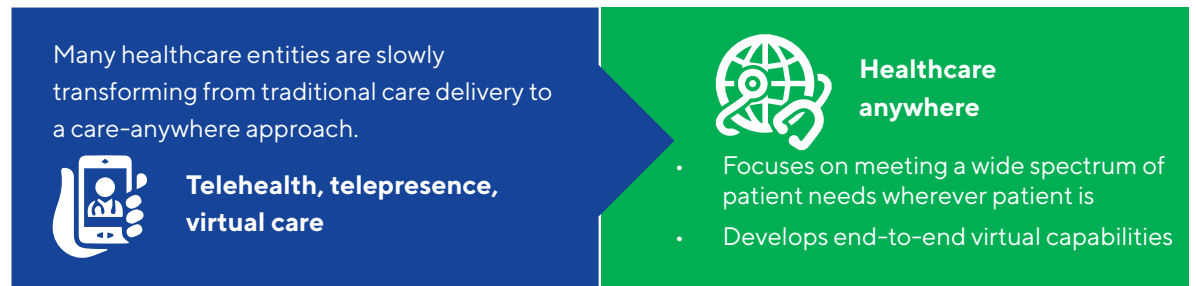 Many healthcare entities are slowly
transforming from traditional care delivery to
a care-anywhere approach.
Telehealth, telepresence,
virtual care
Healthcare
anywhere
• Focuses on meeting a wide spectrum of
patient needs wherever patient is
• Develops end-to-end virtual capabilities